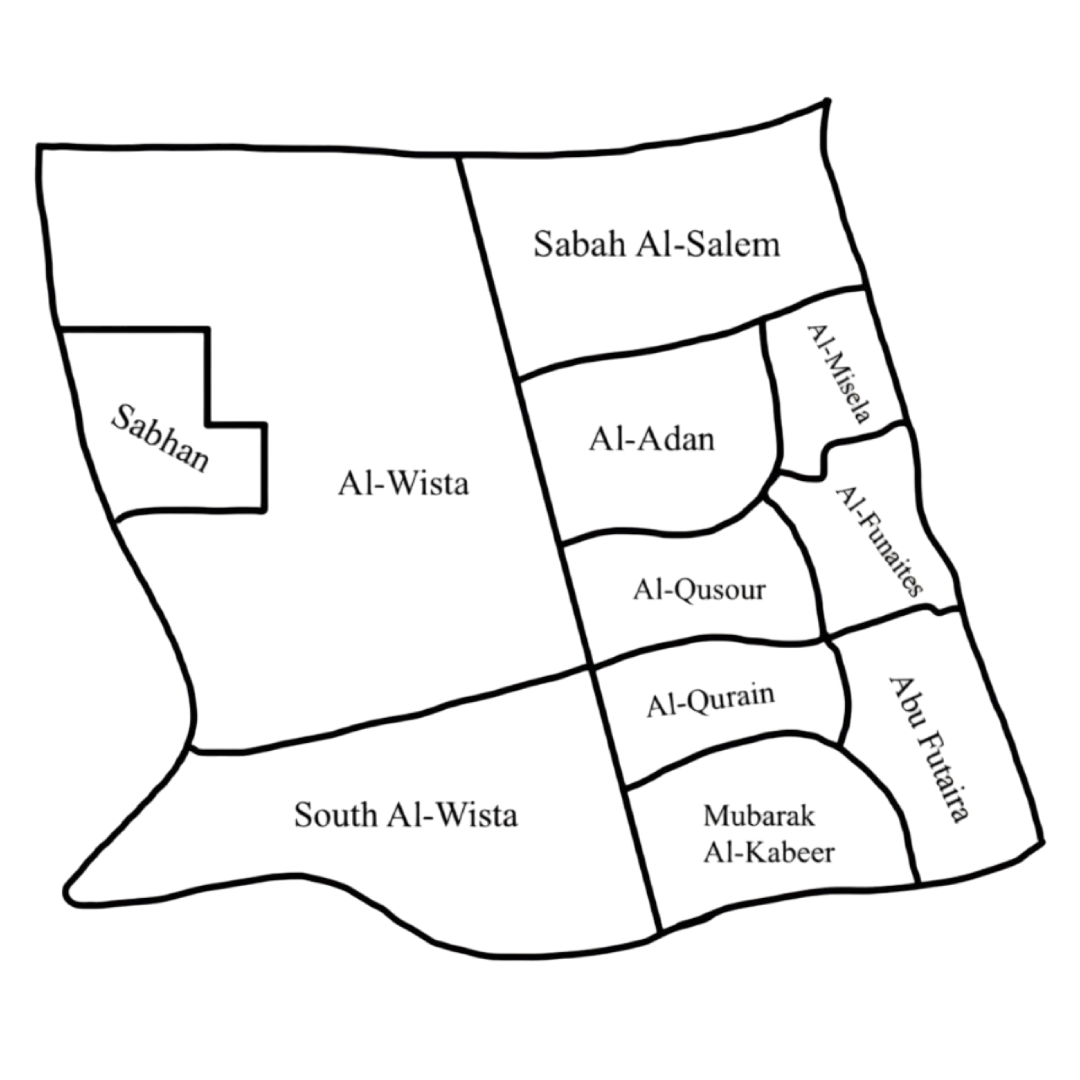 Sabah Al-Salem
Al-Misela
Sabhan
Al-Adan
Al-Wista
Al-Funaites
Al-Qusour
Al-Qurain
Abu Futaira
South Al-Wista
Mubarak
Al-Kabeer